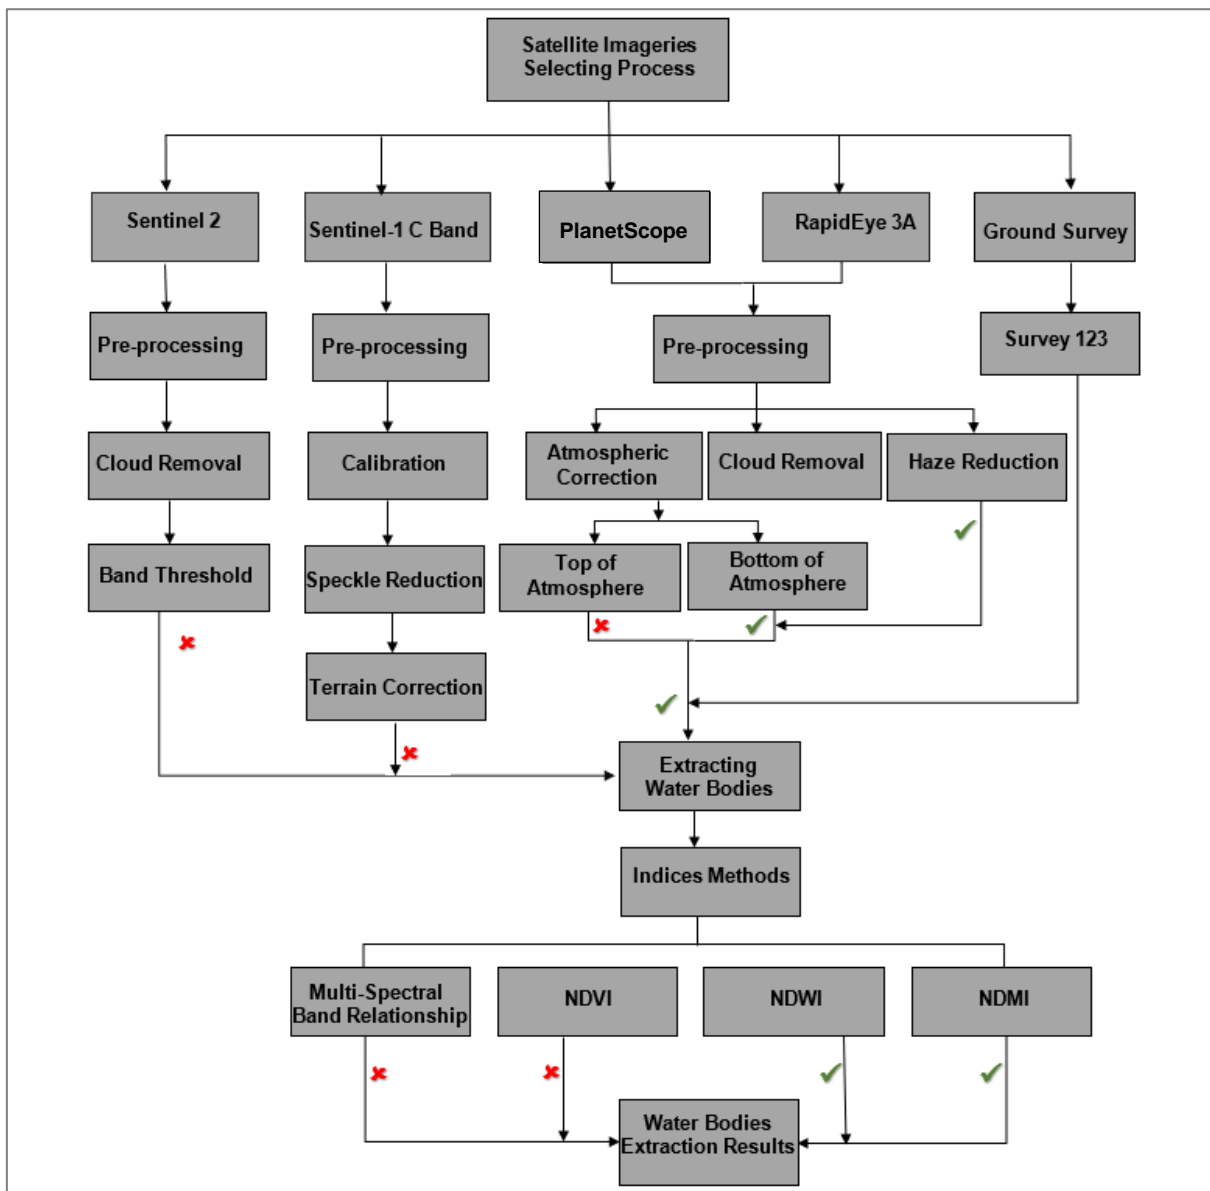 Satellite Imageries
Selecting Process
Sentinel 2
Sentinel-1 C Band
PlanetScope
RapidEye 3A
Ground Survey
Pre-processing
Pre-processing
Pre-processing
Survey 123
Cloud Removal
Calibration
Atmospheric
Correction
Cloud Removal
Haze Reduction
Band Threshold
Speckle Reduction
Top of
Atmosphere
Bottom of
Atmosphere
Terrain Correction
Extracting
Water Bodies
Indices Methods
Multi-Spectral
Band Relationship
NDVI
NDWI
NDMI
Water Bodies
Extraction Results